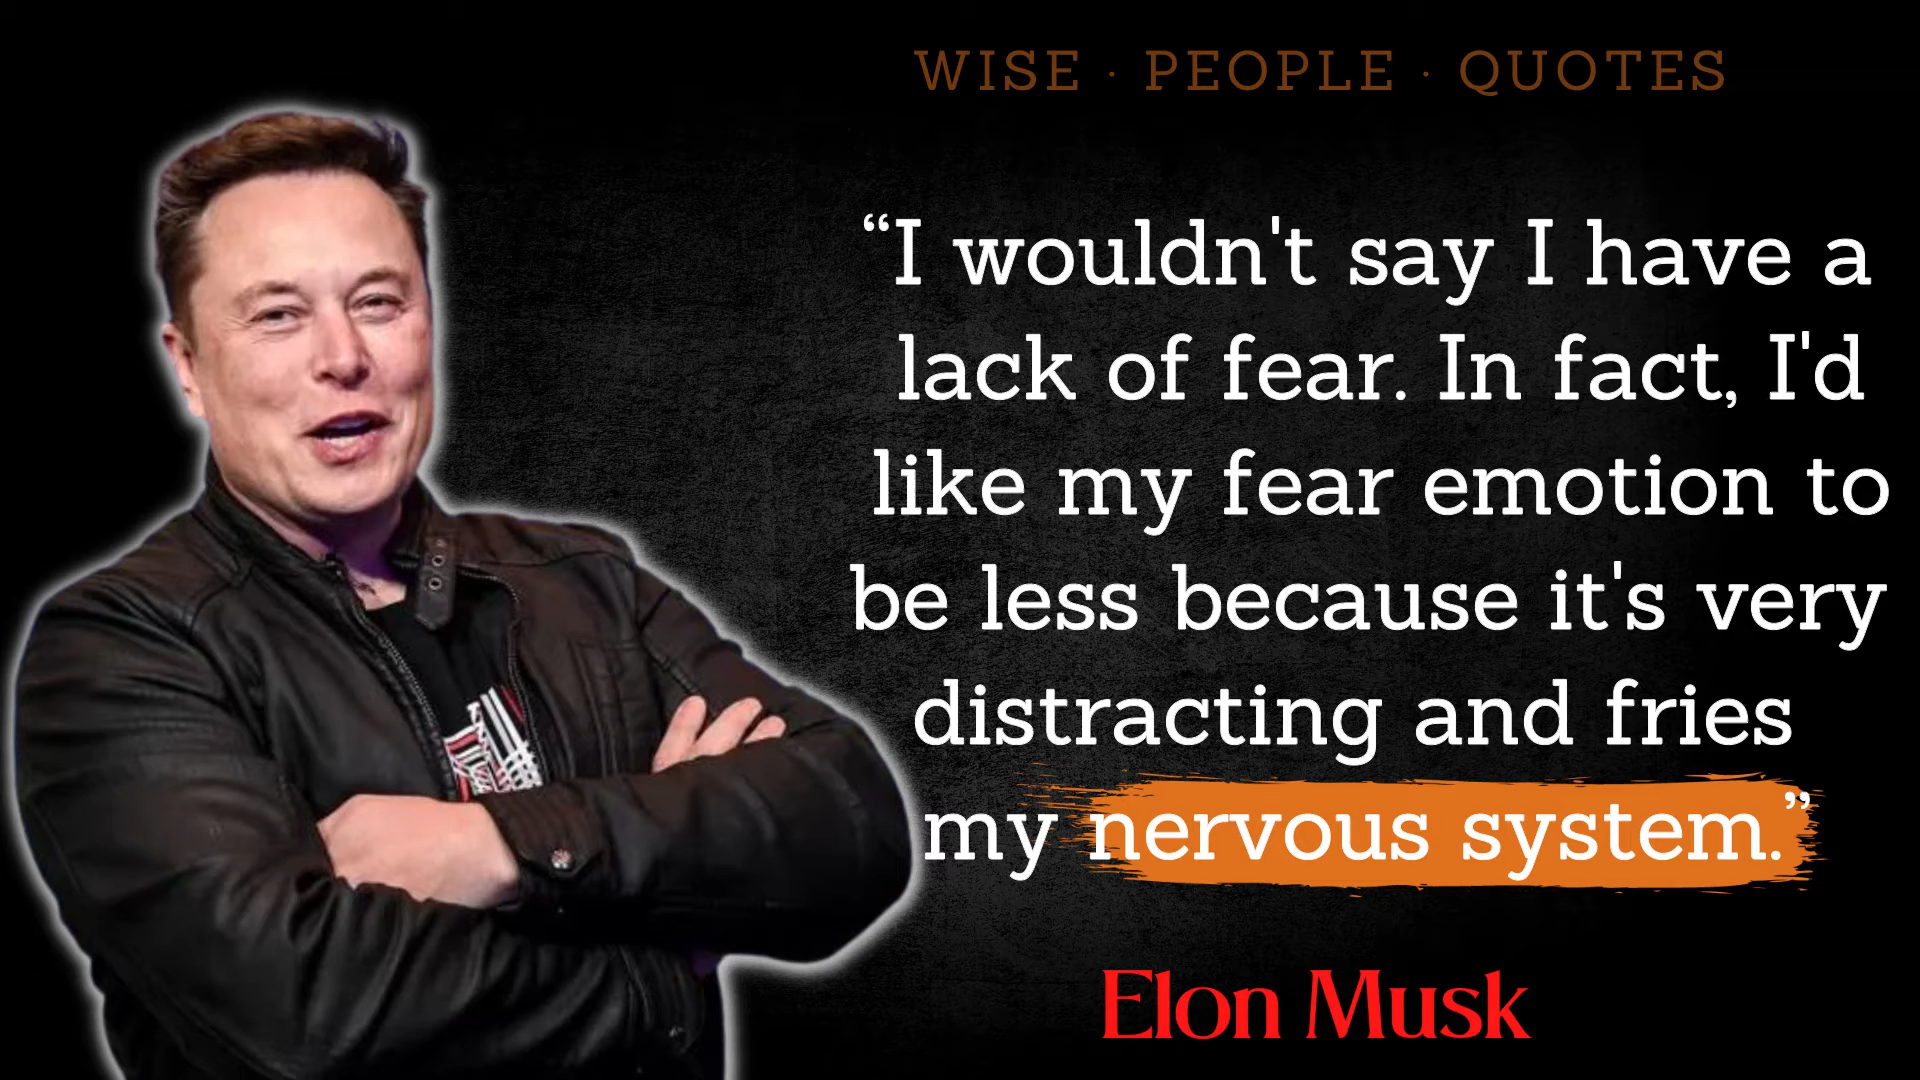 WISE · PEOPLE · QUOTES
“I wouldn't say I have a
lack of fear. In fact, I'd
like my fear emotion to
be less because it's very
distracting and fries
my nervous system.”
Elon Musk